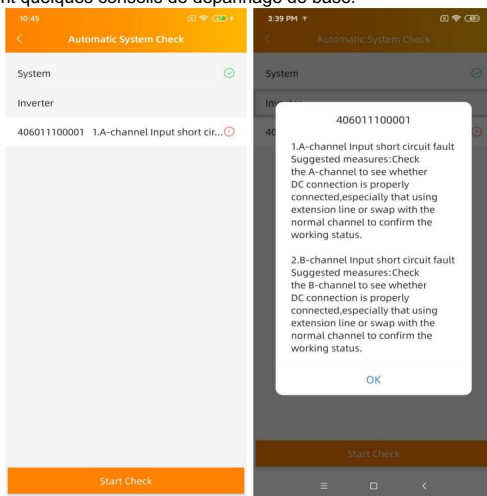 nt quelques conseils de dépannage de base.
10:45
Automatic System Check
System
Inverter
406011100001 1.A-channel Input short cir...
Start Check
3:39 PM
Automatic System Check
System
406011100001
1.A-channel Input short circuit fault
Suggested measures:Check
the A-channel to see whether
DC connection is properly
connected,especially that using
extension line or swap with the
normal channel to confirm the
working status.
2.B-channel Input short circuit fault
Suggested measures:Check
the B-channel to see whether
DC connection is properly
connected,especially that using
extension line or swap with the
normal channel to confirm the
working status.
OK
Start Check